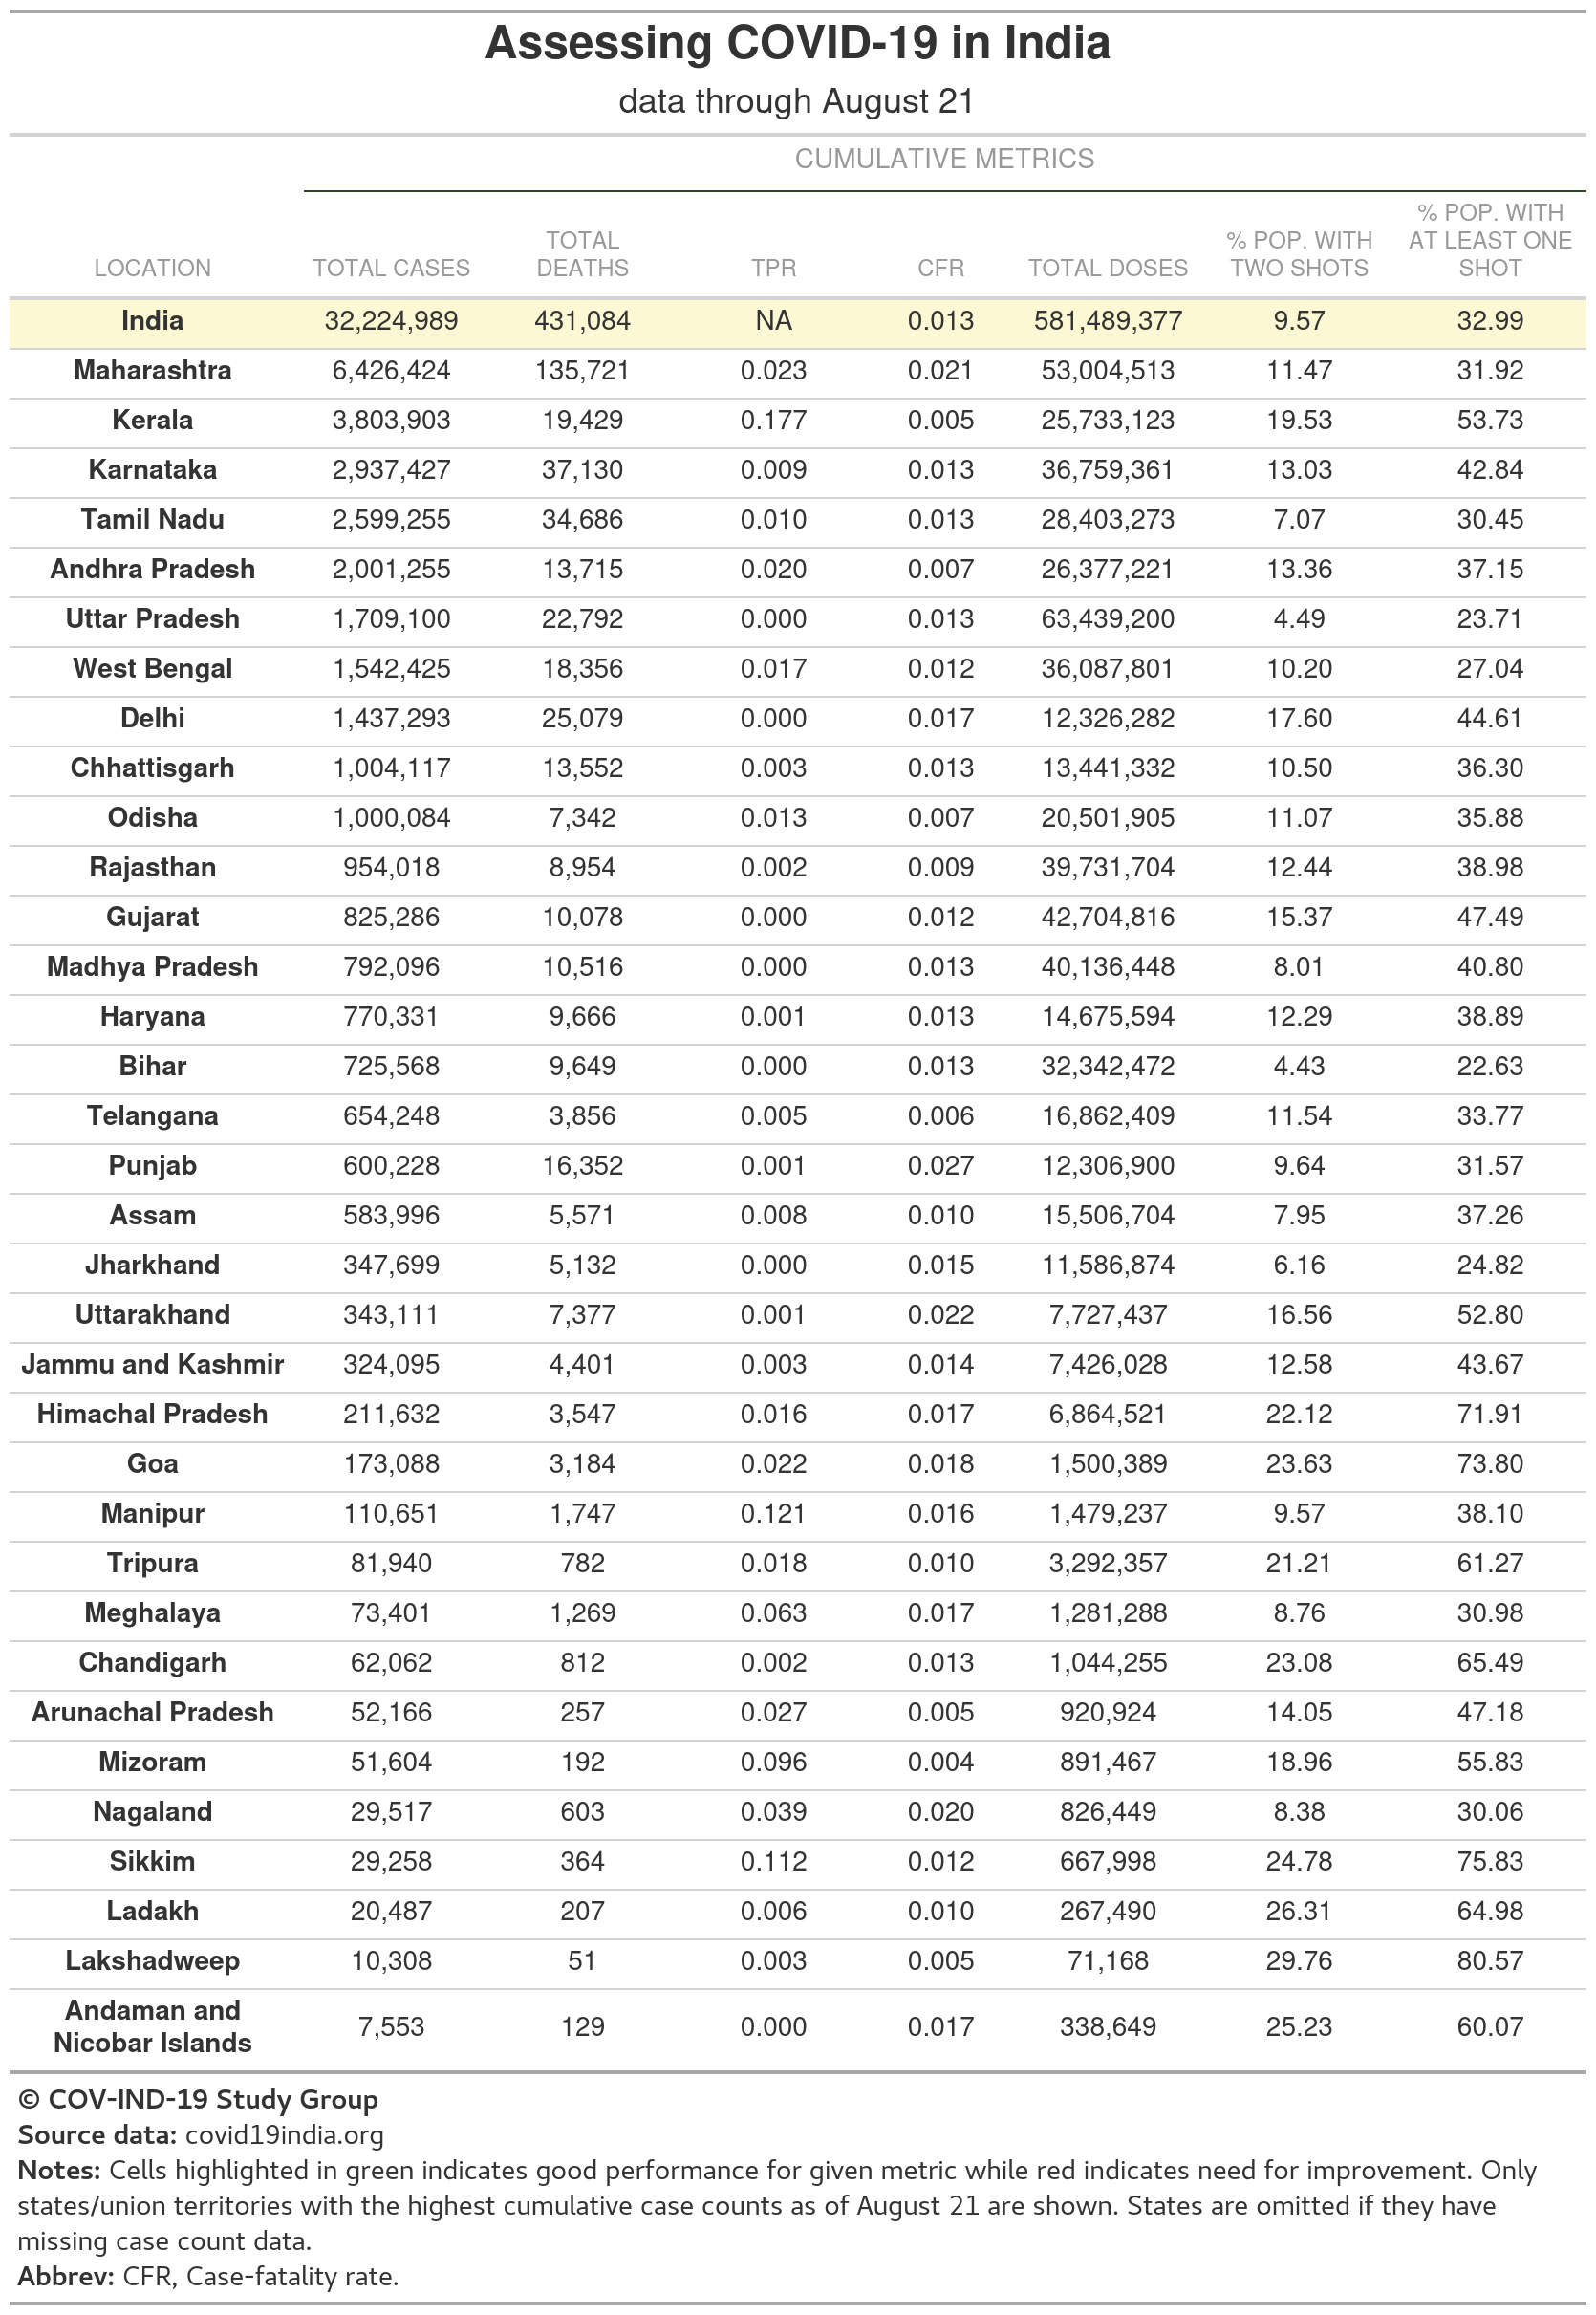 Assessing COVID-19 in India
data through August 21
CUMULATIVE METRICS
LOCATION TOTAL CASES TOTAL DEATHS TPR CFR TOTAL DOSES % POP. WITH TWO SHOTS % POP. WITH AT LEAST ONE SHOT
India 32,224,989 431,084 NA 0.013 581,489,377 9.57 32.99
Maharashtra 6,426,424 135,721 0.023 0.021 53,004,513 11.47 31.92
Kerala 3,803,903 19,429 0.177 0.005 25,733,123 19.53 53.73
Karnataka 2,937,427 37,130 0.009 0.013 36,759,361 13.03 42.84
Tamil Nadu 2,599,255 34,686 0.010 0.013 28,403,273 7.07 30.45
Andhra Pradesh 2,001,255 13,715 0.020 0.007 26,377,221 13.36 37.15
Uttar Pradesh 1,709,100 22,792 0.000 0.013 63,439,200 4.49 23.71
West Bengal 1,542,425 18,356 0.017 0.012 36,087,801 10.20 27.04
Delhi 1,437,293 25,079 0.000 0.017 12,326,282 17.60 44.61
Chhattisgarh 1,004,117 13,552 0.003 0.013 13,441,332 10.50 36.30
Odisha 1,000,084 7,342 0.013 0.007 20,501,905 11.07 35.88
Rajasthan 954,018 8,954 0.002 0.009 39,731,704 12.44 38.98
Gujarat 825,286 10,078 0.000 0.012 42,704,816 15.37 47.49
Madhya Pradesh 792,096 10,516 0.000 0.013 40,136,448 8.01 40.80
Haryana 770,331 9,666 0.001 0.013 14,675,594 12.29 38.89
Bihar 725,568 9,649 0.000 0.013 32,342,472 4.43 22.63
Telangana 654,248 3,856 0.005 0.006 16,862,409 11.54 33.77
Punjab 600,228 16,352 0.001 0.027 12,306,900 9.64 31.57
Assam 583,996 5,571 0.008 0.010 15,506,704 7.95 37.26
Jharkhand 347,699 5,132 0.000 0.015 11,586,874 6.16 24.82
Uttarakhand 343,111 7,377 0.001 0.022 7,727,437 16.56 52.80
Jammu and Kashmir 324,095 4,401 0.003 0.014 7,426,028 12.58 43.67
Himachal Pradesh 211,632 3,547 0.016 0.017 6,864,521 22.12 71.91
Goa 173,088 3,184 0.022 0.018 1,500,389 23.63 73.80
Manipur 110,651 1,747 0.121 0.016 1,479,237 9.57 38.10
Tripura 81,940 782 0.018 0.010 3,292,357 21.21 61.27
Meghalaya 73,401 1,269 0.063 0.017 1,281,288 8.76 30.98
Chandigarh 62,062 812 0.002 0.013 1,044,255 23.08 65.49
Arunachal Pradesh 52,166 257 0.027 0.005 920,924 14.05 47.18
Mizoram 51,604 192 0.096 0.004 891,467 18.96 55.83
Nagaland 29,517 603 0.039 0.020 826,449 8.38 30.06
Sikkim 29,258 364 0.112 0.012 667,998 24.78 75.83
Ladakh 20,487 207 0.006 0.010 267,490 26.31 64.98
Lakshadweep 10,308 51 0.003 0.005 71,168 29.76 80.57
Andaman and Nicobar Islands 7,553 129 0.000 0.017 338,649 25.23 60.07
© COV-IND-19 Study Group
Source data: covid19india.org
Notes: Cells highlighted in green indicates good performance for given metric while red indicates need for improvement. Only
states/union territories with the highest cumulative case counts as of August 21 are shown. States are omitted if they have
missing case count data.
Abbrev: CFR, Case-fatality rate.